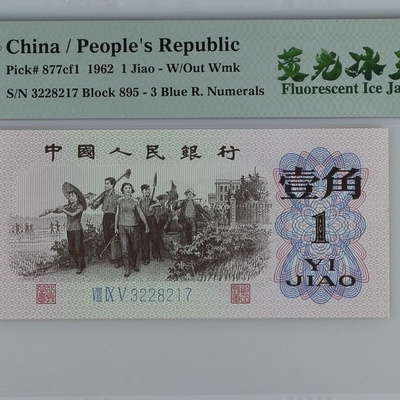 China / People's Republic
Pick# 877cf1 1962 1 Jiao - W/Out Wmk
S/N 3228217 Block 895 - 3 Blue R. Numerals
荧光冰
Fluorescent Ice Ja
中國人民銀行
壹角
1
YI
JIAO
VIII IX V 3228217